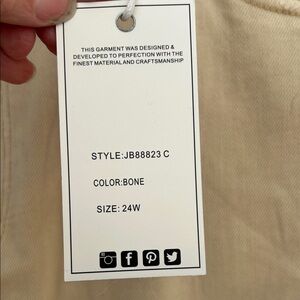 THIS GARMENT WAS DESIGNED &
DEVELOPED TO PERFECTION WITH THE
FINEST MATERIAL AND CRAFTSMANSHIP
STYLE:JB88823 C
COLOR:BONE
SIZE: 24W